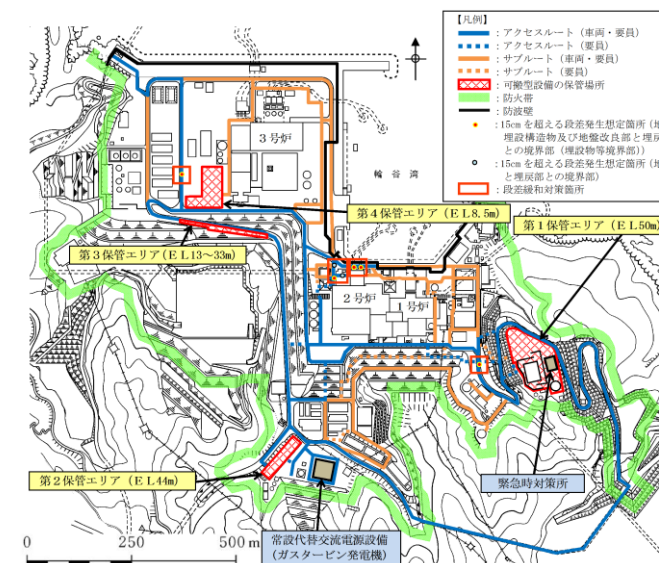 【凡例】
：アクセスルート（車両・要員）
：アクセスルート（要員）
：サブルート（車両・要員）
：サブルート（要員）
：可搬型設備の保管場所
：防火帯
：防波壁
：15cmを超える段差発生想定箇所（地
埋設構造物及び地盤改良部と埋戻
との境界部（埋設物等境界部））
：15cmを超える段差発生想定箇所（地
と埋戻部との境界部）
：段差緩和対策箇所
3号炉
輪谷湾
第4保管エリア（EL8.5m）
第1保管エリア（EL50m）
第3保管エリア（EL13～33m）
2号炉
1号炉
第2保管エリア（EL44m）
緊急時対策所
常設代替交流電源設備
（ガスタービン発電機）
0 250 500 m